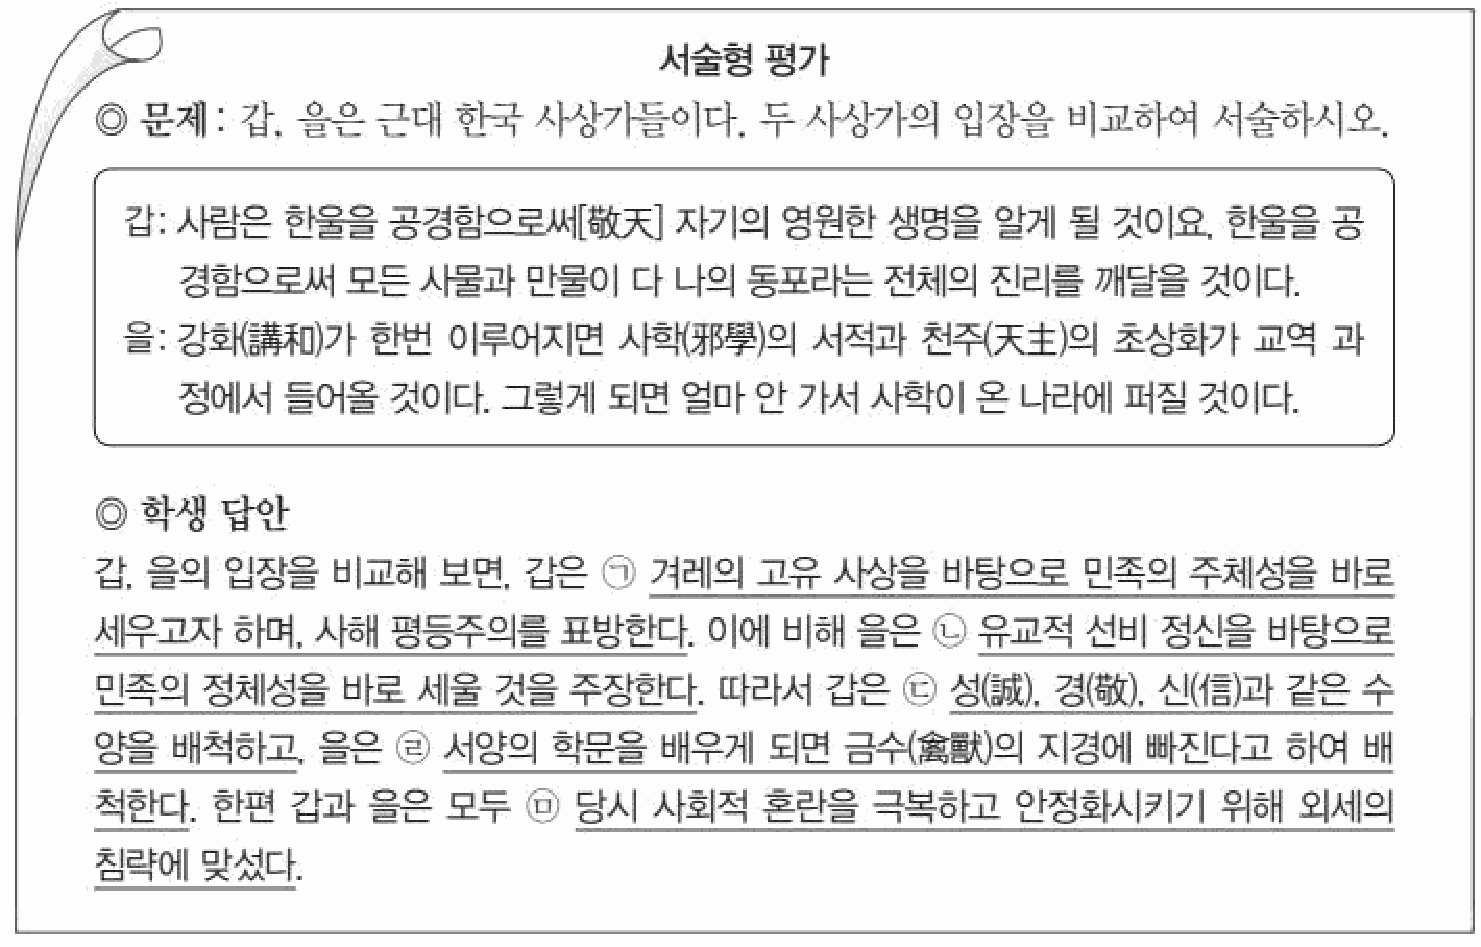 서술형 평가
◎ 문제 : 갑, 을은 근대 한국 사상가들이다. 두 사상가의 입장을 비교하여 서술하시오.
갑: 사람은 한울을 공경함으로써[敬天] 자기의 영원한 생명을 알게 될 것이요, 한울을 공
경함으로써 모든 사물과 만물이 다 나의 동포라는 전체의 진리를 깨달을 것이다.
을: 강화(講和)가 한번 이루어지면 사학(邪學)의 서적과 천주(天主)의 초상화가 교역 과
정에서 들어올 것이다. 그렇게 되면 얼마 안 가서 사학이 온 나라에 퍼질 것이다.
◎ 학생 답안
갑, 을의 입장을 비교해 보면, 갑은 ㉠ 겨레의 고유 사상을 바탕으로 민족의 주체성을 바로
세우고자 하며, 사해 평등주의를 표방한다. 이에 비해 을은 ㉡ 유교적 선비 정신을 바탕으로
민족의 정체성을 바로 세울 것을 주장한다. 따라서 갑은 ㉢ 성(誠), 경(敬), 신(信)과 같은 수
양을 배척하고, 을은 ㉣ 서양의 학문을 배우게 되면 금수(禽獸)의 지경에 빠진다고 하여 배
척한다. 한편 갑과 을은 모두 ㉤ 당시 사회적 혼란을 극복하고 안정화시키기 위해 외세의
침략에 맞섰다.